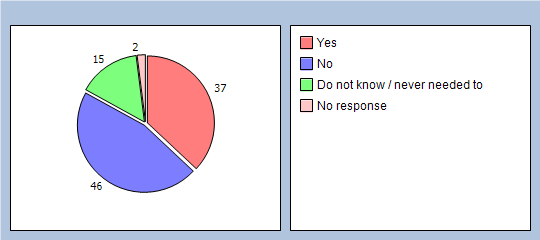 2
15
37
46
Yes
No
Do not know / never needed to
No response